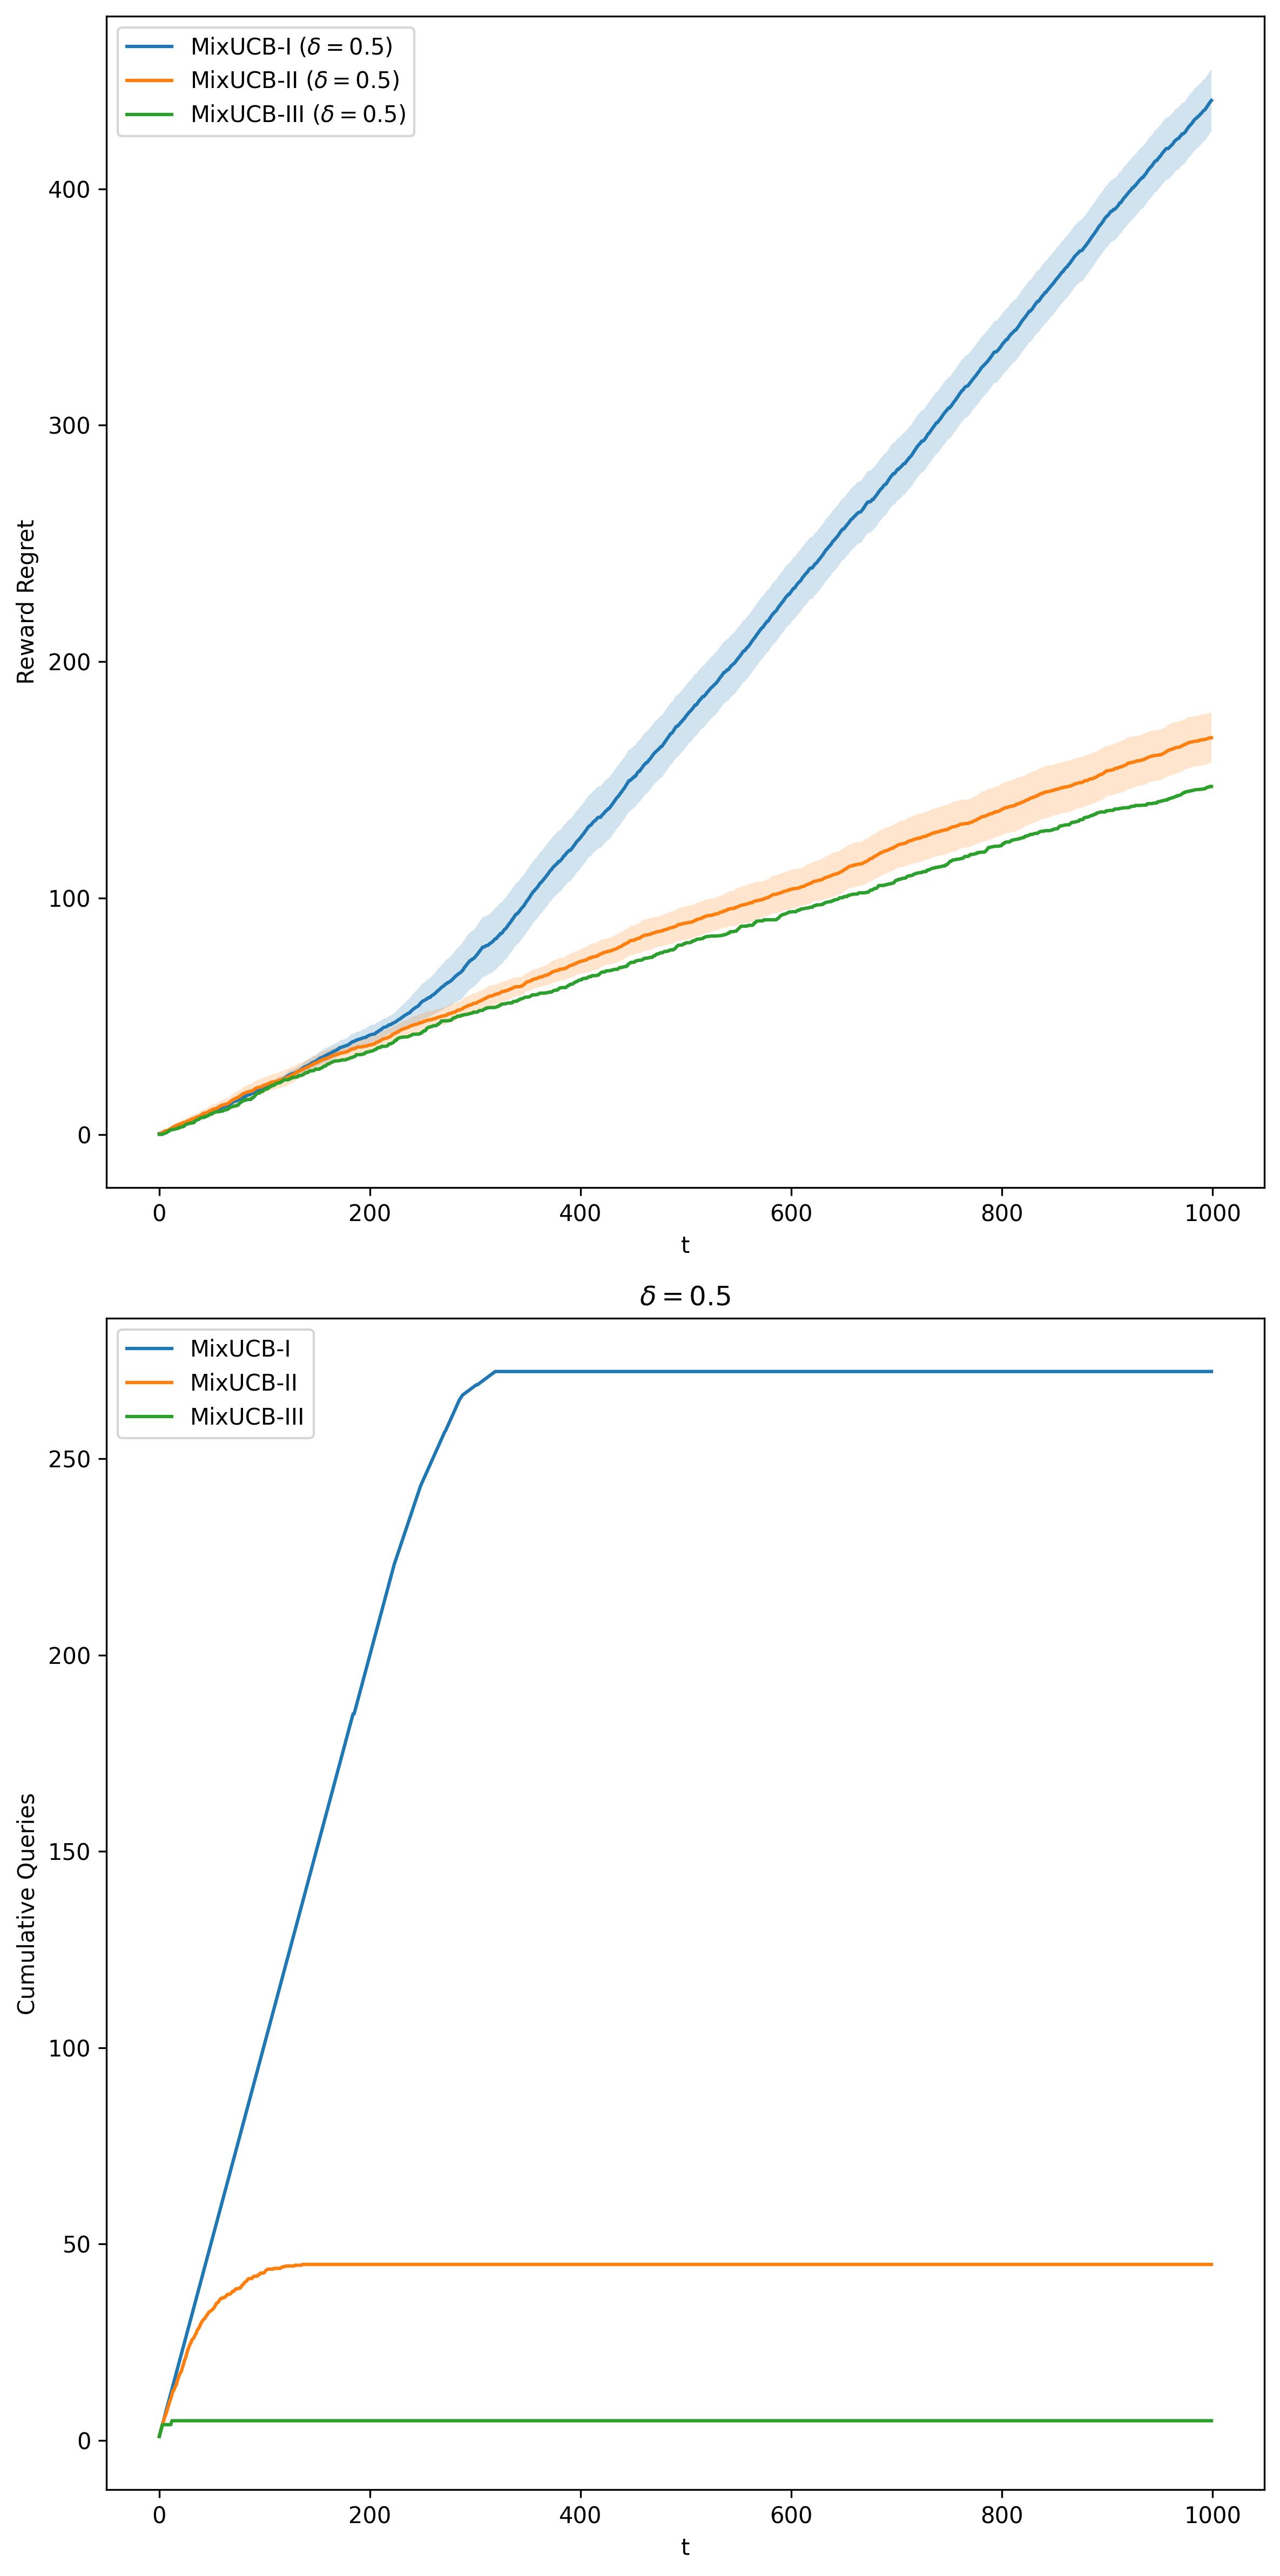 MixUCB-I (δ = 0.5)
MixUCB-II (δ = 0.5)
MixUCB-III (δ = 0.5)
Reward Regret
400
300
200
100
0
0 200 400 600 800 1000
t
δ = 0.5
MixUCB-I
MixUCB-II
MixUCB-III
Cumulative Queries
250
200
150
100
50
0
0 200 400 600 800 1000
t